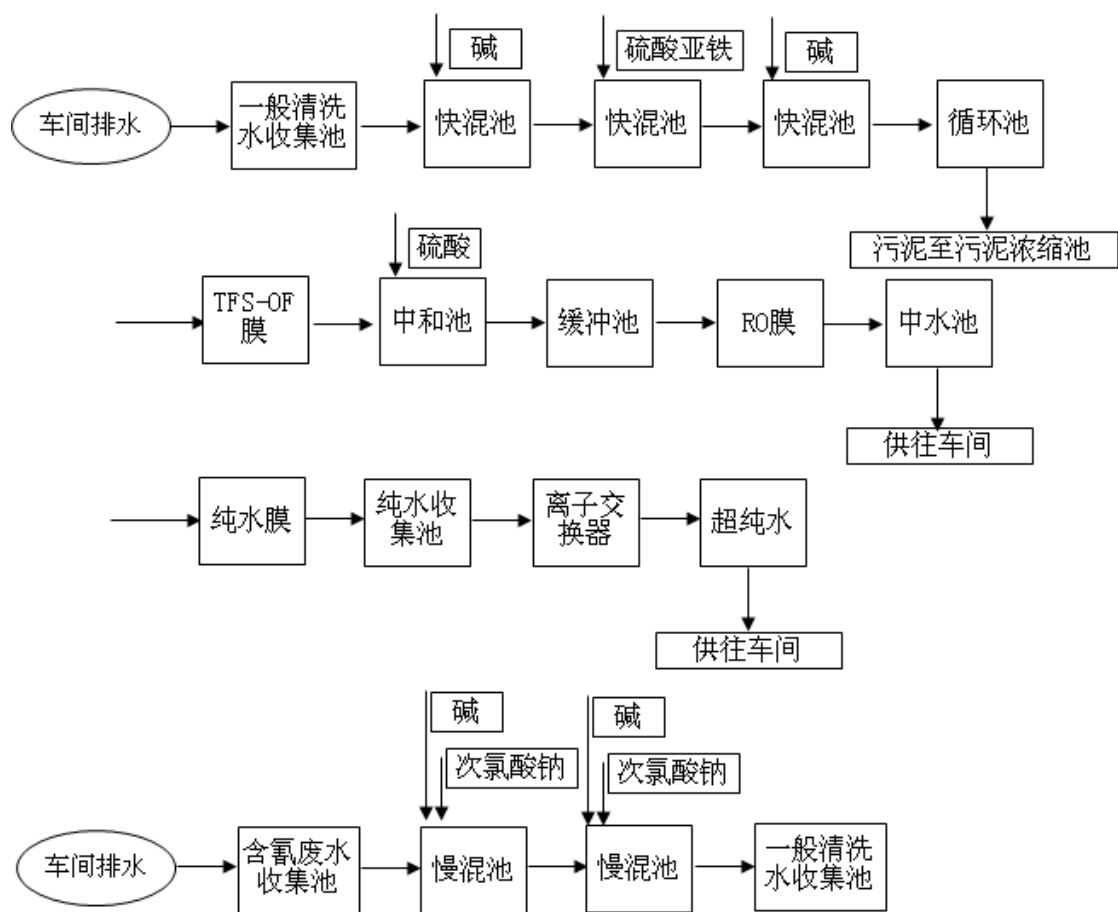 碱
硫酸亚铁
碱
车间排水
一般清洗
水收集池
快混池
快混池
快混池
循环池
污泥至污泥浓缩池
硫酸
TFS-OF
膜
中和池
缓冲池
RO膜
中水池
供往车间
纯水膜
纯水收
集池
离子交
换器
超纯水
供往车间
碱
碱
次氯酸钠
次氯酸钠
车间排水
含氰废水
收集池
慢混池
慢混池
一般清洗
水收集池